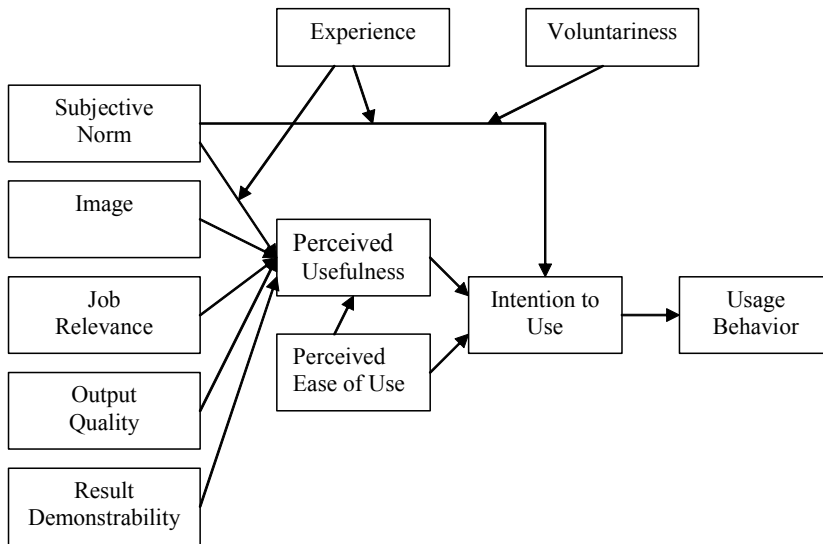 Experience
Voluntariness
Subjective
Norm
Image
Job
Relevance
Output
Quality
Result
Demonstrability
Perceived
Usefulness
Perceived
Ease of Use
Intention to
Use
Usage
Behavior